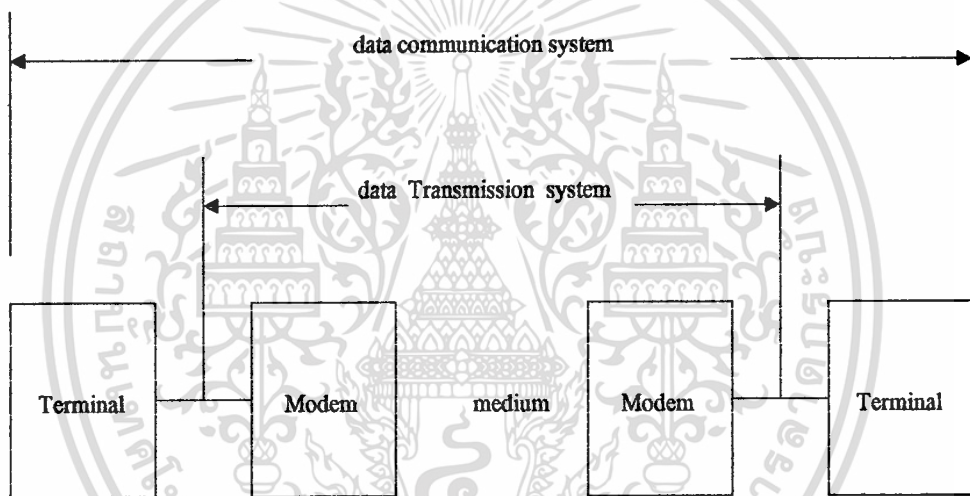 data communication system
data Transmission system
Terminal
Modem
medium
Modem
Terminal